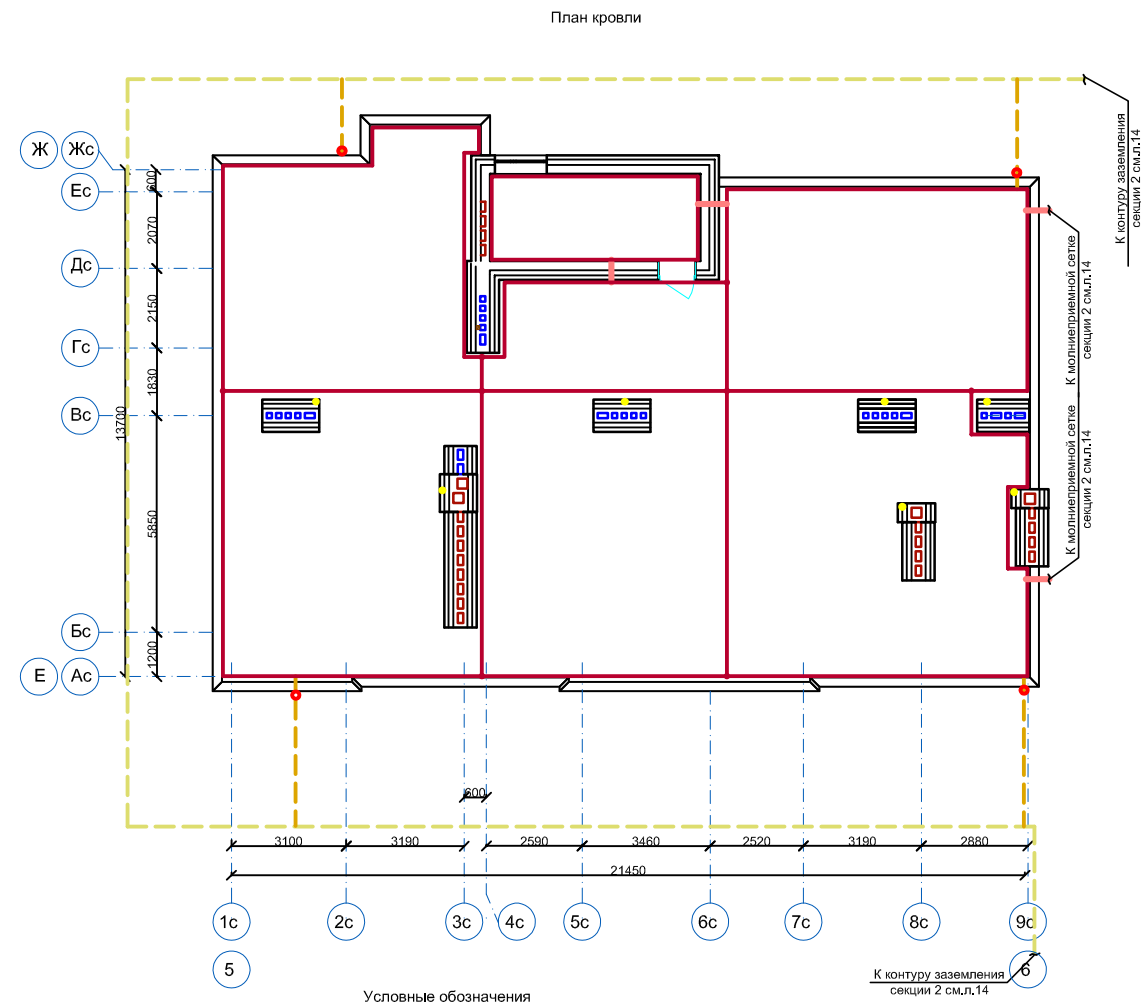 План кровли
К контуру заземления
секции 2 см.л.14
Ж
Жс
600
Ес
2070
Дс
2150
Гс
1830
Вс
13700
5850
Бс
1200
Е
Ас
К молниеприемной сетке
секции 2 см.л.14
К молниеприемной сетке
секции 2 см.л.14
600
3100
3190
2590
3460
2520
3190
2880
21450
1с
2с
3с
4с
5с
6с
7с
8с
9с
5
6
К контуру заземления
секции 2 см.л.14
Условные обозначения